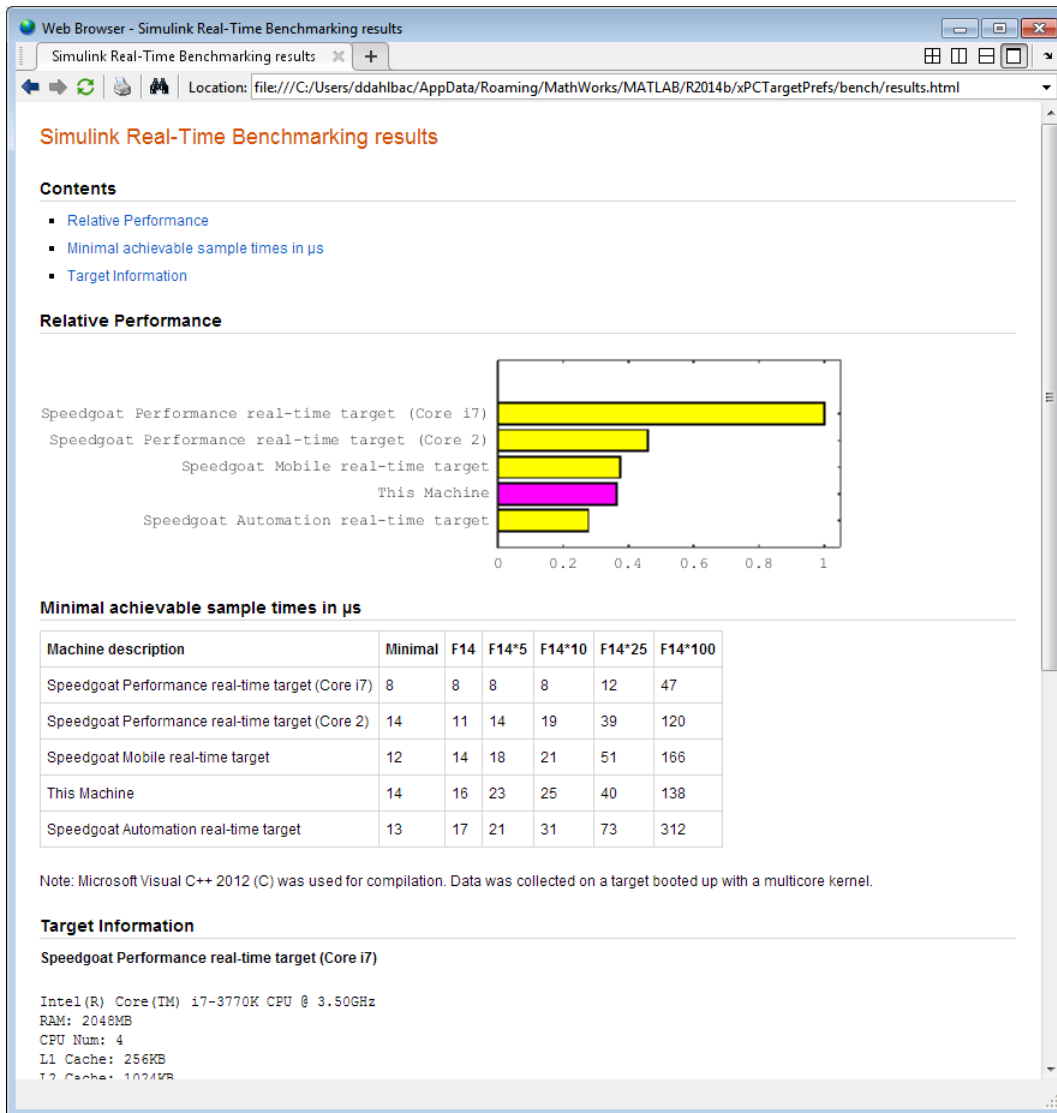 Web Browser - Simulink Real-Time Benchmarking results
Simulink Real-Time Benchmarking results
Location: file:///C:/Users/ddahlbac/AppData/Roaming/MathWorks/MATLAB/R2014b/xPCTargetPrefs/bench/results.html
Simulink Real-Time Benchmarking results
Contents
Relative Performance
Minimal achievable sample times in µs
Target Information
Relative Performance
Speedgoat Performance real-time target (Core i7)
Speedgoat Performance real-time target (Core 2)
Speedgoat Mobile real-time target
This Machine
Speedgoat Automation real-time target
0 0.2 0.4 0.6 0.8 1
Minimal achievable sample times in µs
Machine description Minimal F14 F14*5 F14*10 F14*25 F14*100
Speedgoat Performance real-time target (Core i7) 8 8 8 8 12 47
Speedgoat Performance real-time target (Core 2) 14 11 14 19 39 120
Speedgoat Mobile real-time target 12 14 18 21 51 166
This Machine 14 16 23 25 40 138
Speedgoat Automation real-time target 13 17 21 31 73 312
Note: Microsoft Visual C++ 2012 (C) was used for compilation. Data was collected on a target booted up with a multicore kernel.
Target Information
Speedgoat Performance real-time target (Core i7)
Intel(R) Core(TM) i7-3770K CPU @ 3.50GHz
RAM: 2048MB
CPU Num: 4
L1 Cache: 256KB
L2 Cache: 1024KB